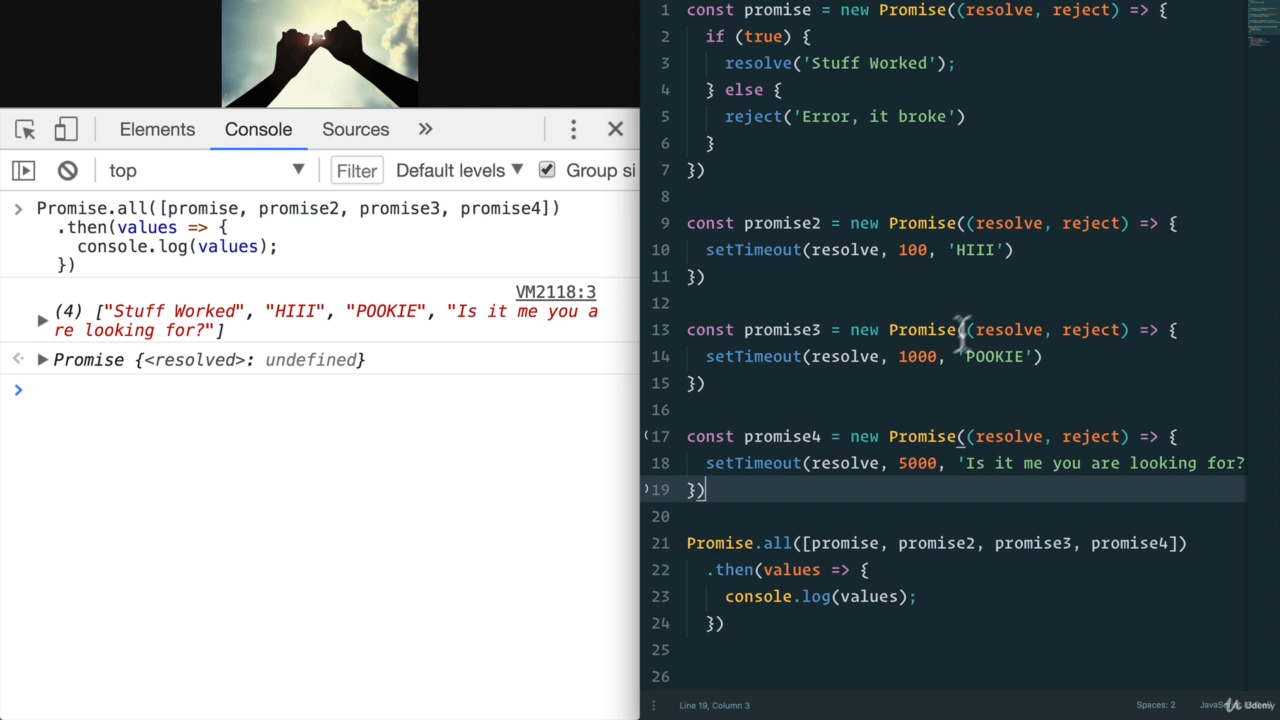 Elements Console Sources »
top Filter Default levels Group si
Promise.all([promise, promise2, promise3, promise4])
.then(values => {
console.log(values);
})
VM2118:3
(4) ["Stuff Worked", "HIII", "POOKIE", "Is it me you a
re looking for?"]
Promise {<resolved>: undefined}
1 const promise = new Promise((resolve, reject) => {
2 if (true) {
3 resolve('Stuff Worked');
4 } else {
5 reject('Error, it broke')
6 }
7 })
8
9 const promise2 = new Promise((resolve, reject) => {
10 setTimeout(resolve, 100, 'HIII')
11 })
12
13 const promise3 = new Promise((resolve, reject) => {
14 setTimeout(resolve, 1000, 'POOKIE')
15 })
16
17 const promise4 = new Promise((resolve, reject) => {
18 setTimeout(resolve, 5000, 'Is it me you are looking for?
19 })
20
21 Promise.all([promise, promise2, promise3, promise4])
22 .then(values => {
23 console.log(values);
24 })
25
26
Line 19, Column 3 Spaces: 2 JavaScript Udemy